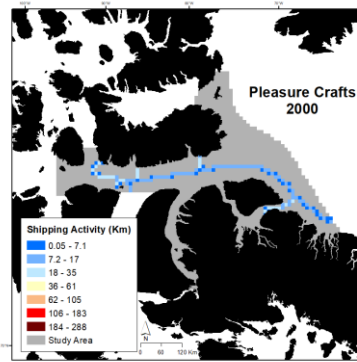 Pleasure Crafts
2000
Shipping Activity (Km)
0.05 - 7.1
7.2 - 17
18 - 35
36 - 61
62 - 105
106 - 183
184 - 288
Study Area
N
0
60
120 Km